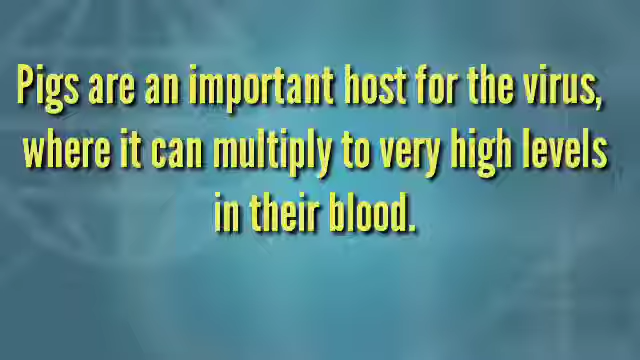 Pigs are an important host for the virus,
where it can multiply to very high levels
in their blood.